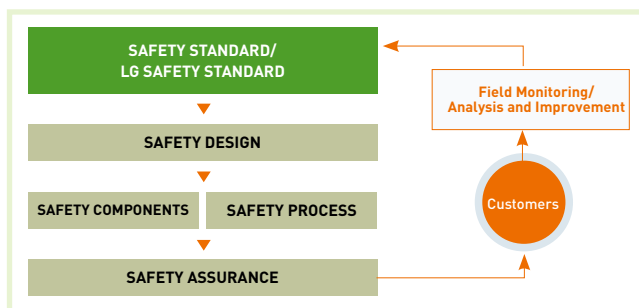 SAFETY STANDARD/
LG SAFETY STANDARD
Field Monitoring/
Analysis and Improvement
SAFETY DESIGN
SAFETY COMPONENTS
SAFETY PROCESS
Customers
SAFETY ASSURANCE